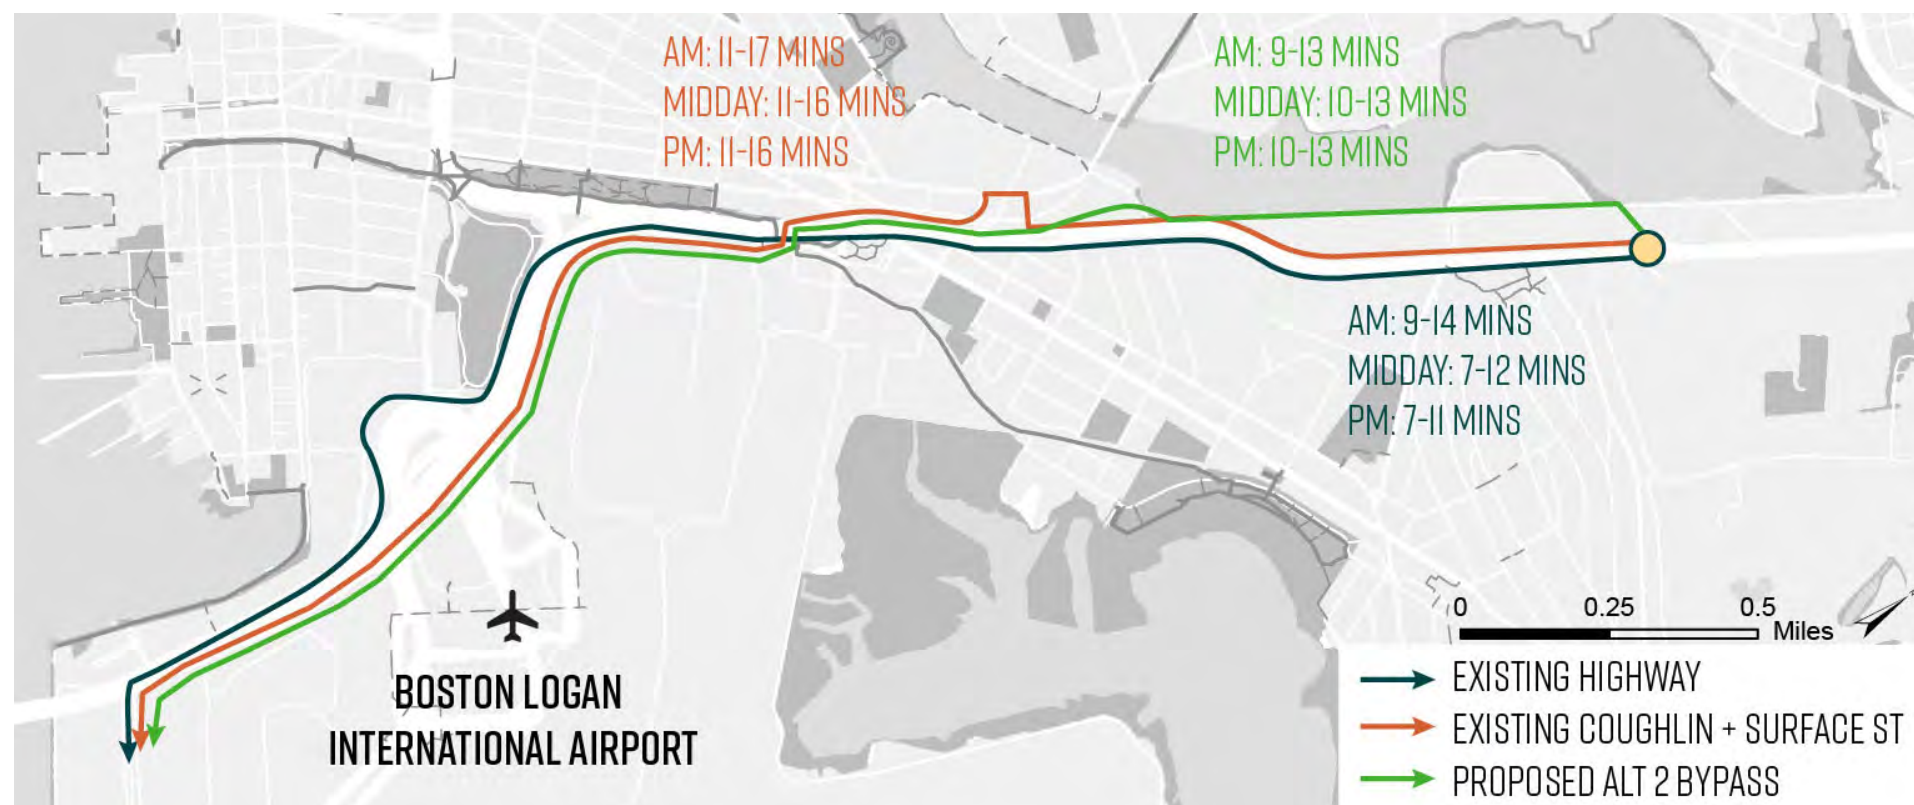 AM: 11-17 MINS
MIDDAY: 11-16 MINS
PM: 11-16 MINS
AM: 9-13 MINS
MIDDAY: 10-13 MINS
PM: 10-13 MINS
AM: 9-14 MINS
MIDDAY: 7-12 MINS
PM: 7-11 MINS
BOSTON LOGAN
INTERNATIONAL AIRPORT
0 0.25 0.5
Miles
EXISTING HIGHWAY
EXISTING COUGHLIN + SURFACE ST
PROPOSED ALT 2 BYPASS